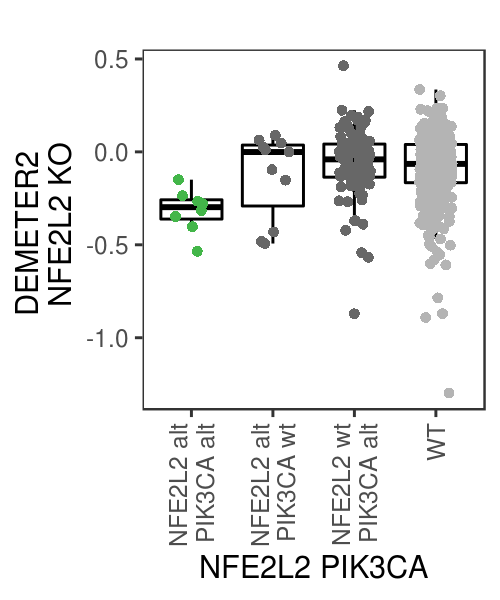 0.5
0.0
-0.5
-1.0
DEMETER2
NFE2L2 KO
NFE2L2 alt
PIK3CA alt
NFE2L2 alt
PIK3CA wt
NFE2L2 wt
PIK3CA alt
WT
NFE2L2 PIK3CA